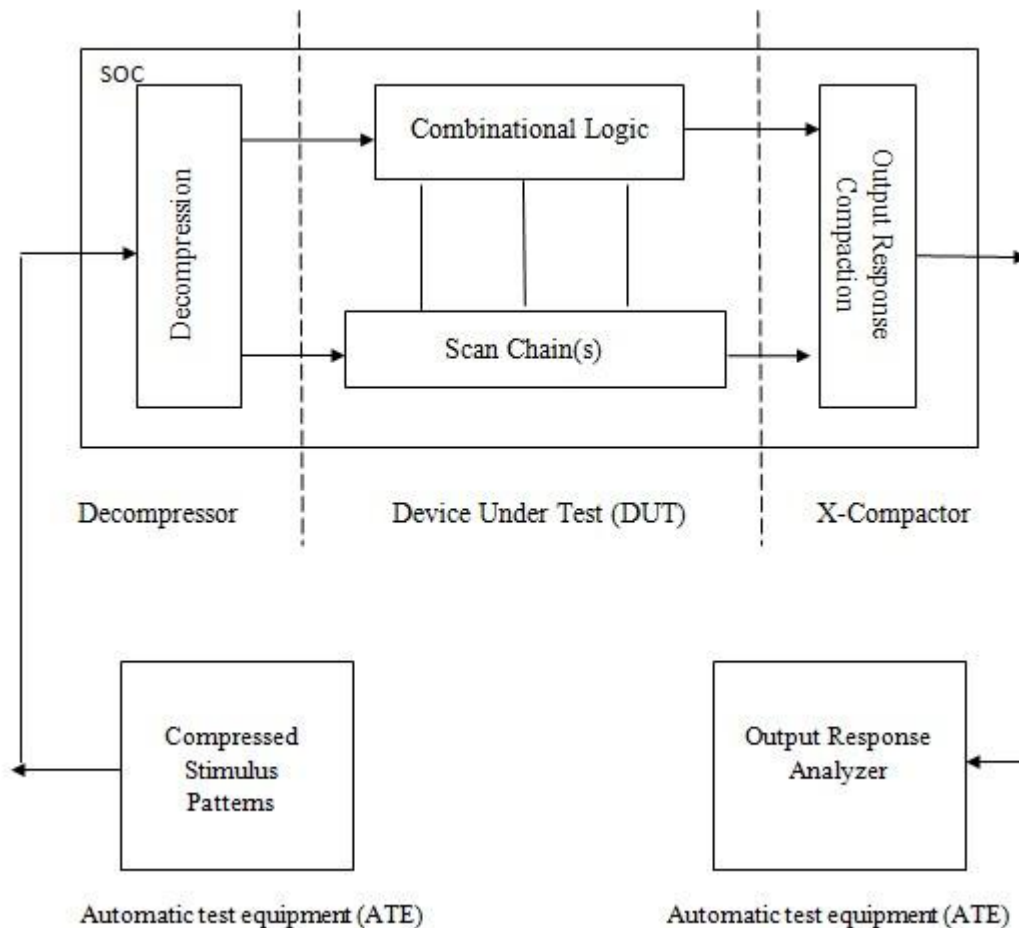 SOC
Decompression
Combinational Logic
Scan Chain(s)
Output Response
Compaction
Decompressor
Device Under Test (DUT)
X-Compactor
Compressed
Stimulus
Patterns
Output Response
Analyzer
Automatic test equipment (ATE)
Automatic test equipment (ATE)